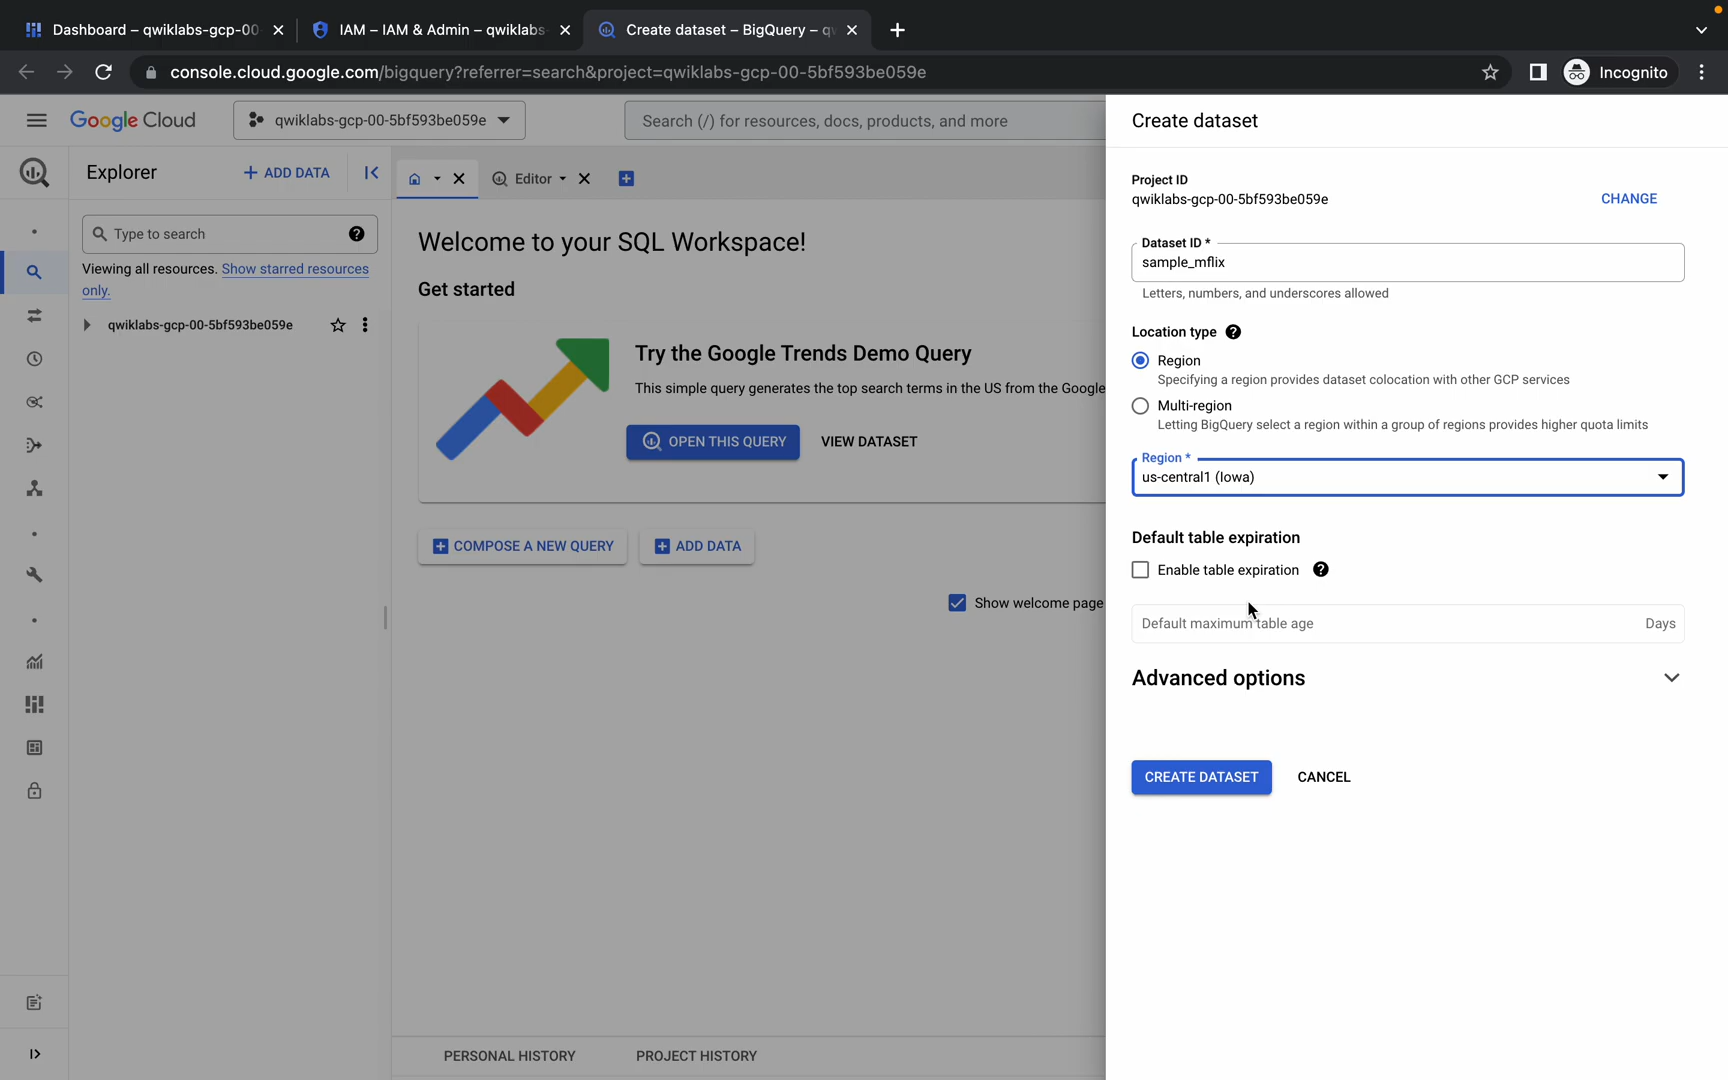 Dashboard – qwiklabs-gcp-00-
IAM – IAM & Admin – qwiklabs-
Create dataset – BigQuery – qw
console.cloud.google.com/bigquery?referrer=search&project=qwiklabs-gcp-00-5bf593be059e
Incognito
Google Cloud
qwiklabs-gcp-00-5bf593be059e
Search (/) for resources, docs, products, and more
Explorer
+ ADD DATA
Type to search
Viewing all resources. Show starred resources
only.
qwiklabs-gcp-00-5bf593be059e
Editor
Welcome to your SQL Workspace!
Get started
Try the Google Trends Demo Query
This simple query generates the top search terms in the US from the Google
OPEN THIS QUERY
VIEW DATASET
COMPOSE A NEW QUERY
ADD DATA
Show welcome page
PERSONAL HISTORY
PROJECT HISTORY
Create dataset
Project ID
qwiklabs-gcp-00-5bf593be059e
CHANGE
Dataset ID *
sample_mflix
Letters, numbers, and underscores allowed
Location type
Region
Specifying a region provides dataset colocation with other GCP services
Multi-region
Letting BigQuery select a region within a group of regions provides higher quota limits
Region *
us-central1 (Iowa)
Default table expiration
Enable table expiration
Default maximum table age
Days
Advanced options
CREATE DATASET
CANCEL